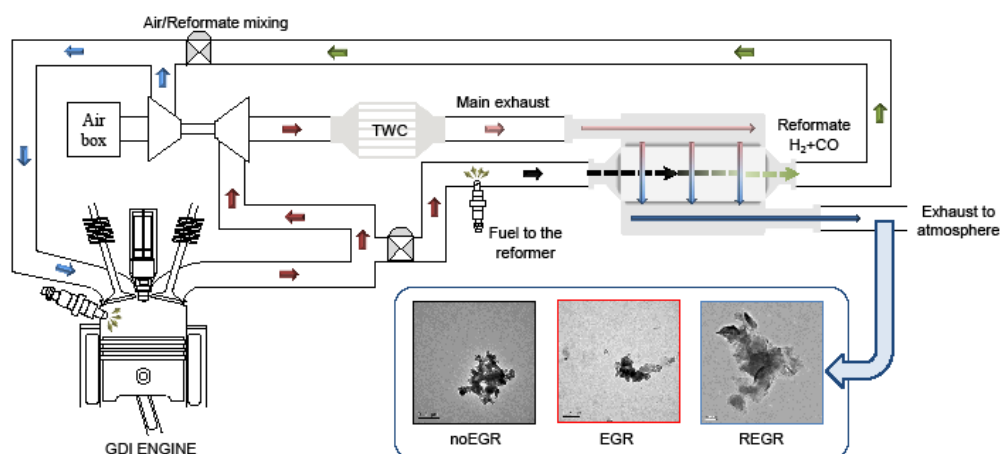 Air/Reformate mixing
Air
box
TWC
Main exhaust
Reformate
H₂+CO
Fuel to the
reformer
Exhaust to
atmosphere
GDI ENGINE
noEGR
EGR
REGR